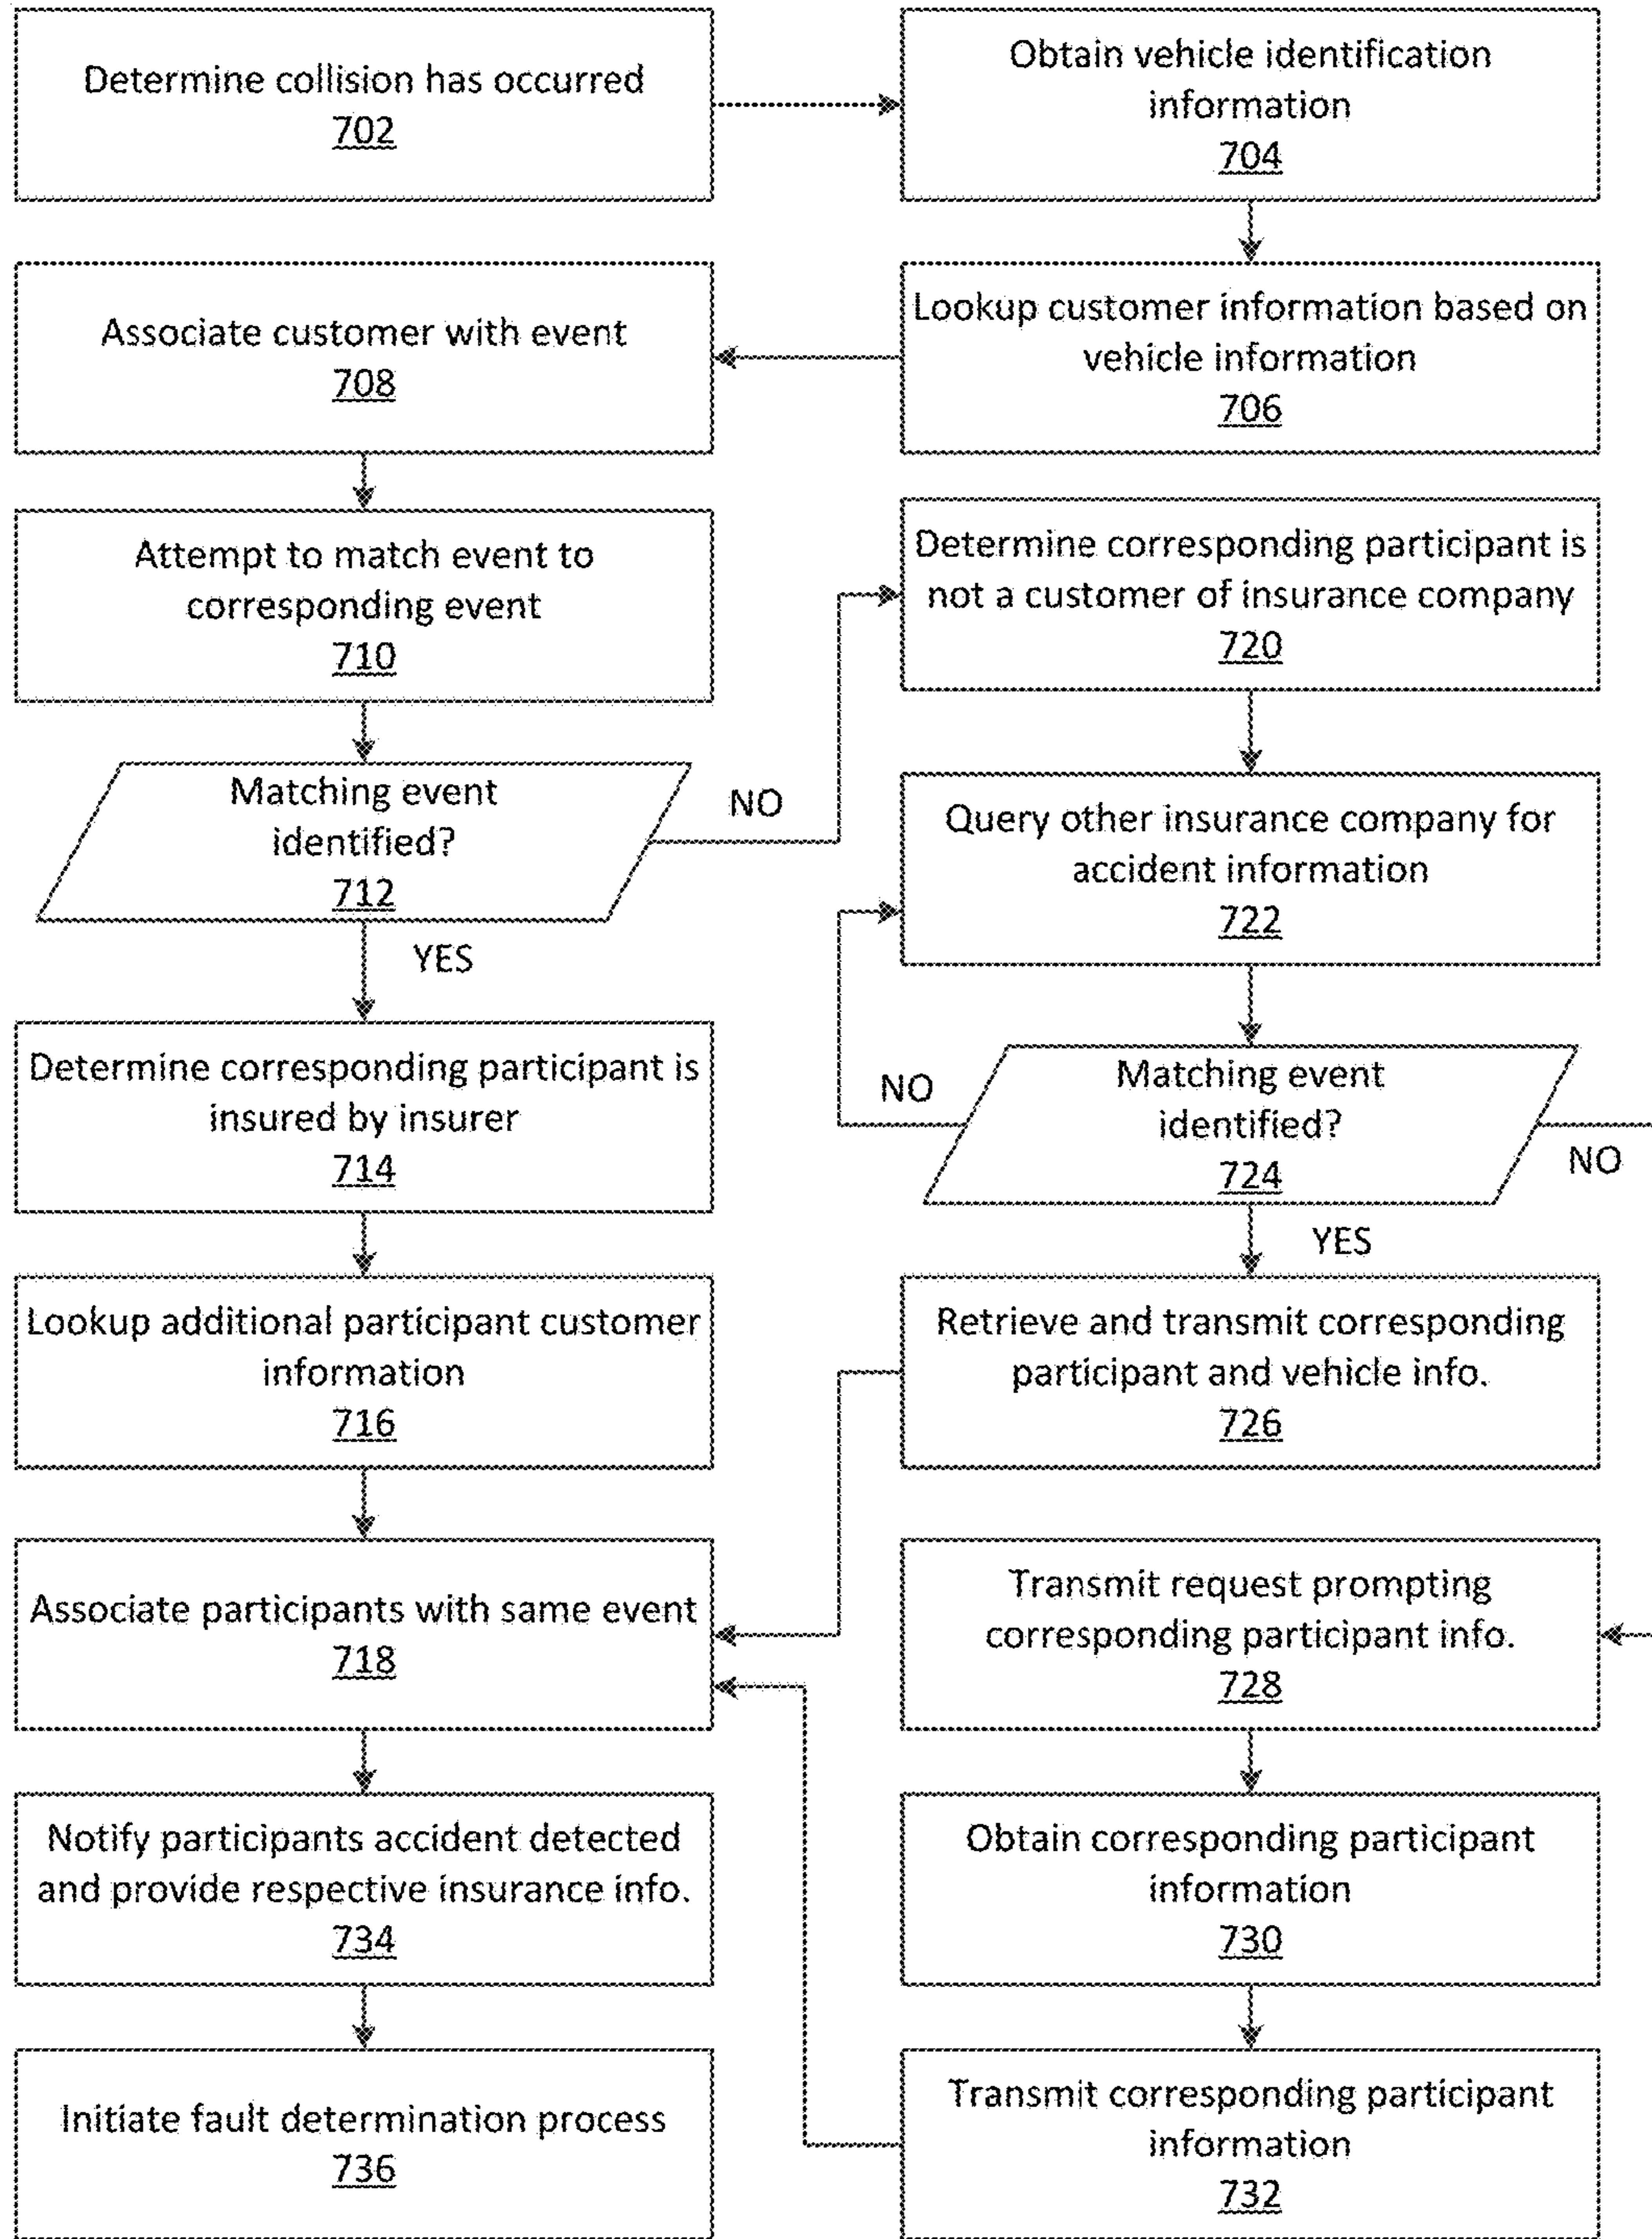 Determine collision has occurred
702
Obtain vehicle identification
information
704
Lookup customer information based on
vehicle information
706
Associate customer with event
708
Attempt to match event to
corresponding event
710
Matching event
identified?
712
NO
YES
Determine corresponding participant is
insured by insurer
714
Lookup additional participant customer
information
716
Associate participants with same event
718
Determine corresponding participant is
not a customer of insurance company
720
Query other insurance company for
accident information
722
Matching event
identified?
724
NO
NO
YES
Retrieve and transmit corresponding
participant and vehicle info.
726
Transmit request prompting
corresponding participant info.
728
Obtain corresponding participant
information
730
Transmit corresponding participant
information
732
Notify participants accident detected
and provide respective insurance info.
734
Initiate fault determination process
736